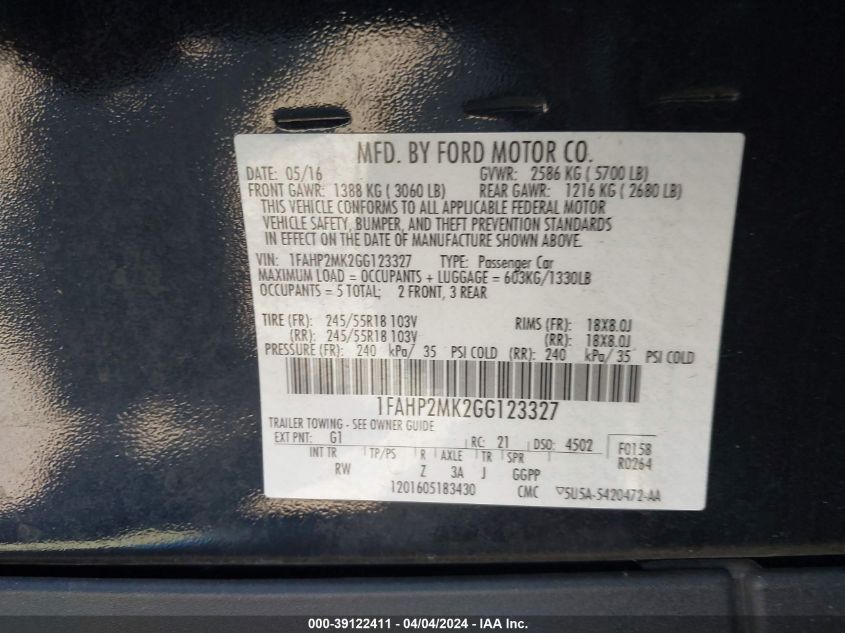 MFD. BY FORD MOTOR CO.
DATE: 05/16 GVWR: 2586 KG ( 5700 LB)
FRONT GAWR: 1388 KG ( 3060 LB) REAR GAWR: 1216 KG ( 2680 LB)
THIS VEHICLE CONFORMS TO ALL APPLICABLE FEDERAL MOTOR
VEHICLE SAFETY, BUMPER, AND THEFT PREVENTION STANDARDS
IN EFFECT ON THE DATE OF MANUFACTURE SHOWN ABOVE.
VIN: 1FAHP2MK2GG123327 TYPE: Passenger Car
MAXIMUM LOAD = OCCUPANTS + LUGGAGE = 603KG/1330LB
OCCUPANTS = 5 TOTAL; 2 FRONT, 3 REAR
TIRE (FR): 245/55R18 103V RIMS (FR): 18X8.0J
(RR): 245/55R18 103V (RR): 18X8.0J
PRESSURE (FR): 240 kPa/ 35 PSI COLD (RR): 240 kPa/ 35 PSI COLD
1FAHP2MK2GG123327
TRAILER TOWING - SEE OWNER GUIDE
EXT PNT: G1 RC: 21 DSO: 4502 F0158
INT TR TP/PS R AXLE TR SPR R0264
RW Z 3A J GGPP
1201605183430 CMC ▽5U5A-5420472-AA
000-39122411 - 04/04/2024 - IAA Inc.